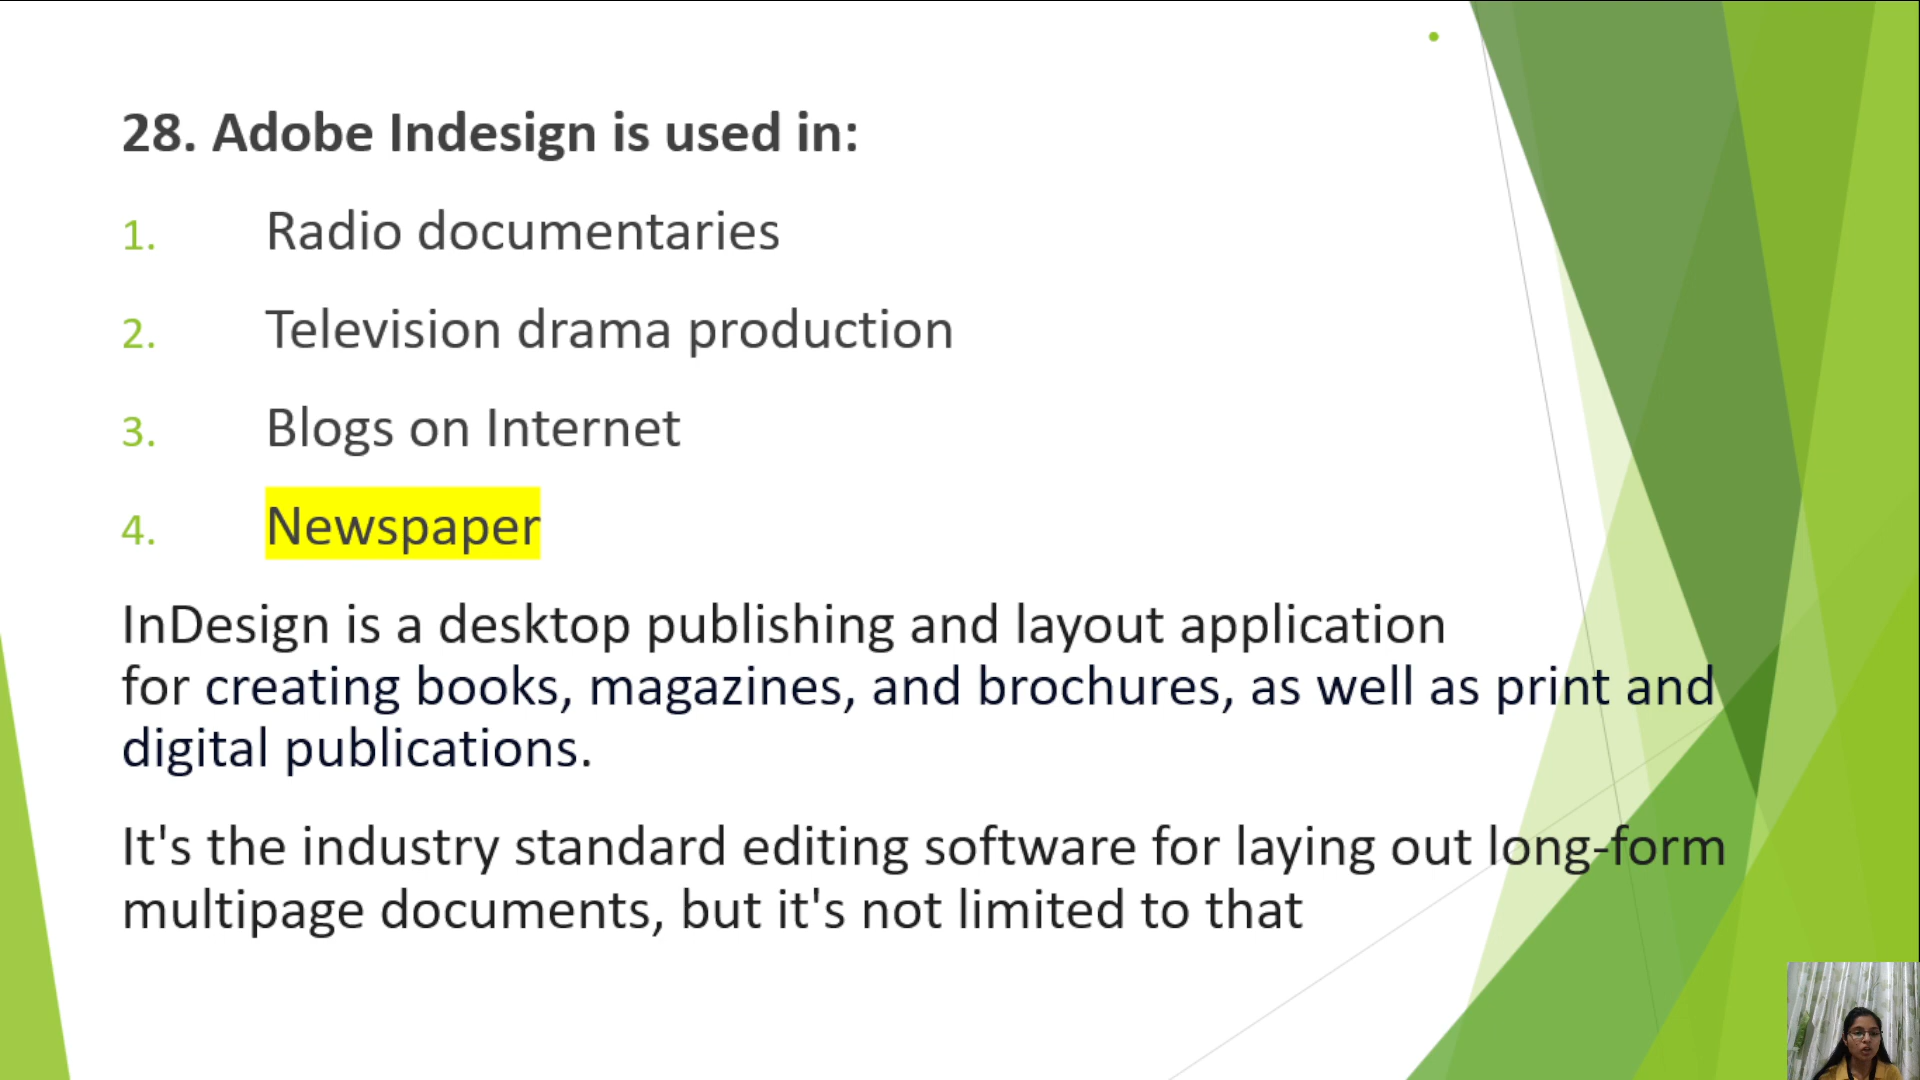 28. Adobe Indesign is used in:
1. Radio documentaries
2. Television drama production
3. Blogs on Internet
4. Newspaper
InDesign is a desktop publishing and layout application
for creating books, magazines, and brochures, as well as print and
digital publications.
It's the industry standard editing software for laying out long-form
multipage documents, but it's not limited to that